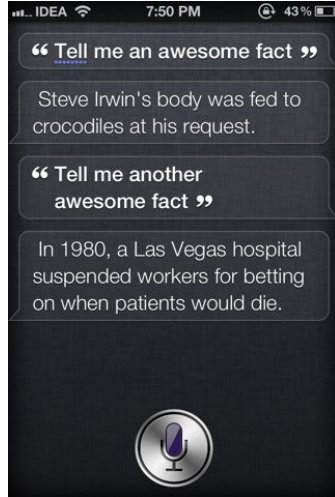 IDEA 7:50 PM 43%
“ Tell me an awesome fact ”
Steve Irwin's body was fed to
crocodiles at his request.
“ Tell me another
awesome fact ”
In 1980, a Las Vegas hospital
suspended workers for betting
on when patients would die.